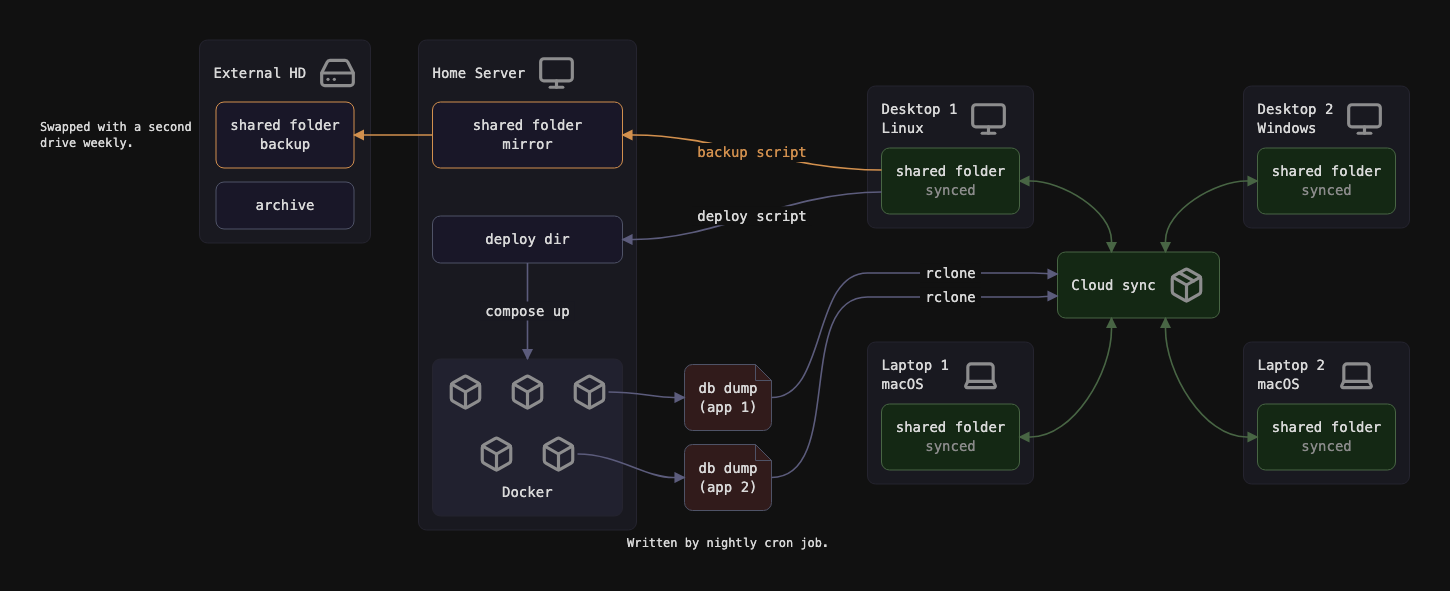 Swapped with a second
drive weekly.
External HD
shared folder
backup
archive
Home Server
shared folder
mirror
deploy dir
compose up
Docker
backup script
deploy script
db dump
(app 1)
db dump
(app 2)
Written by nightly cron job.
rclone
rclone
Desktop 1
Linux
shared folder
synced
Desktop 2
Windows
shared folder
synced
Cloud sync
Laptop 1
macOS
shared folder
synced
Laptop 2
macOS
shared folder
synced